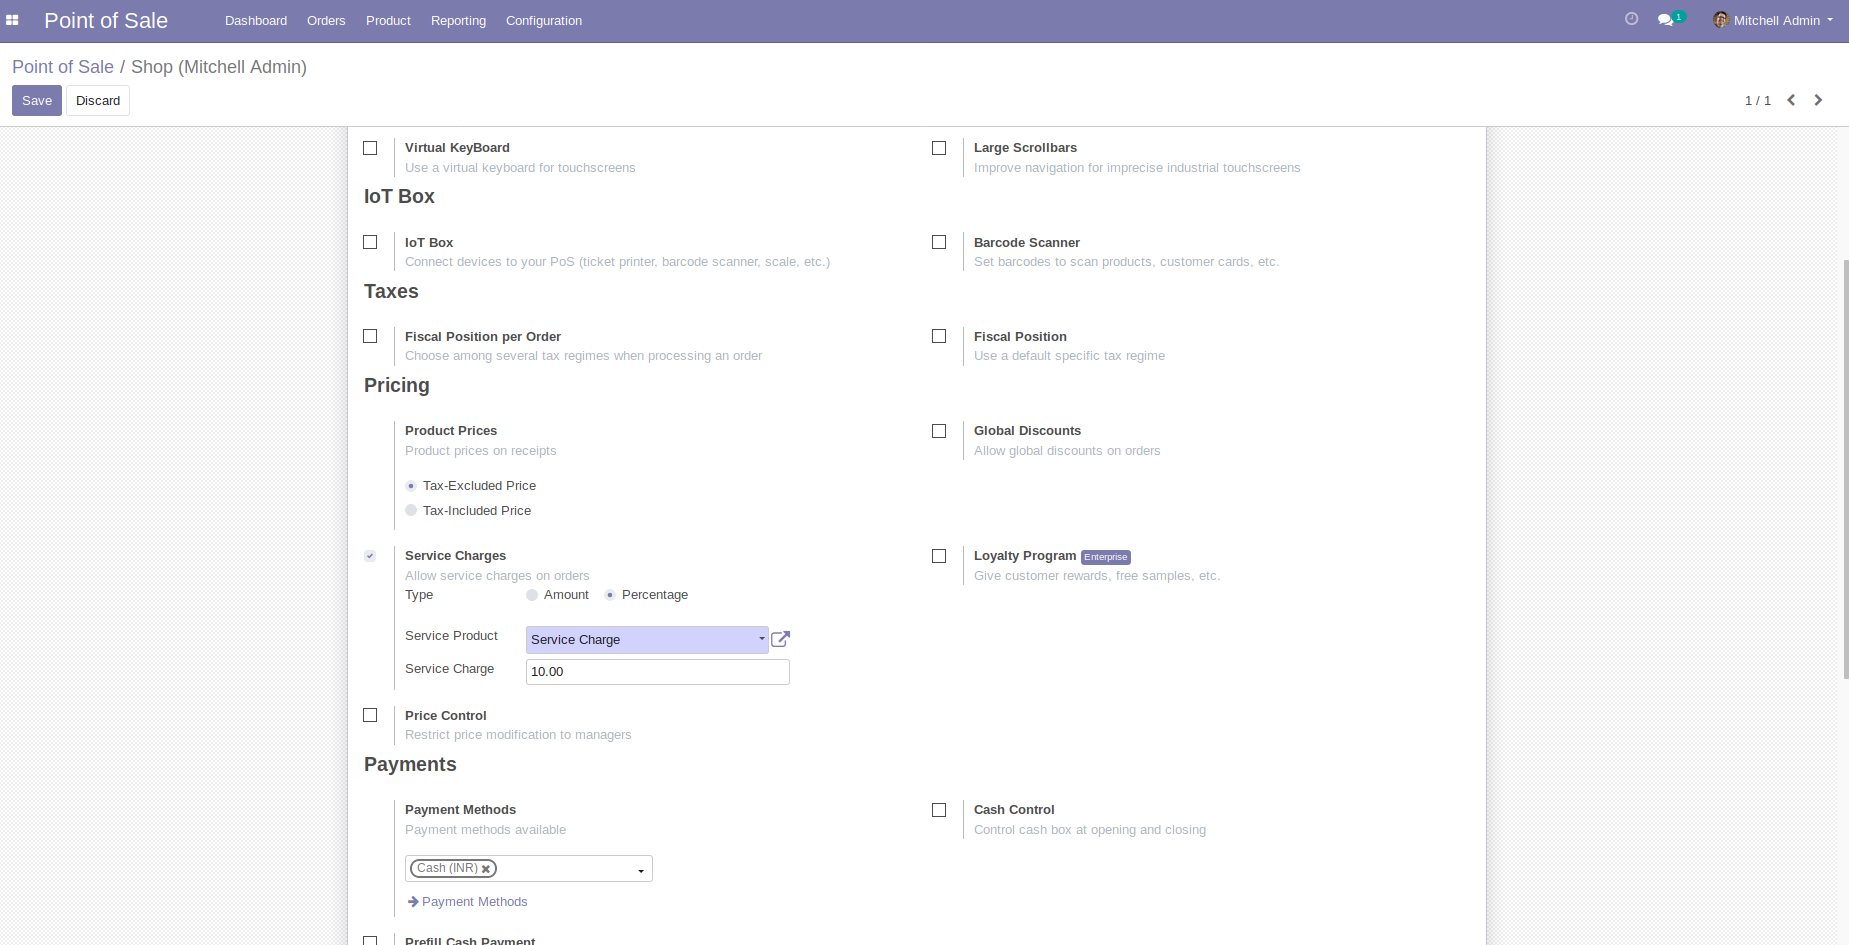 Point of Sale Dashboard Orders Product Reporting Configuration 1 Mitchell Admin
Point of Sale / Shop (Mitchell Admin)
Save Discard 1 / 1
Virtual KeyBoard
Use a virtual keyboard for touchscreens
Large Scrollbars
Improve navigation for imprecise industrial touchscreens
IoT Box
IoT Box
Connect devices to your PoS (ticket printer, barcode scanner, scale, etc.)
Barcode Scanner
Set barcodes to scan products, customer cards, etc.
Taxes
Fiscal Position per Order
Choose among several tax regimes when processing an order
Fiscal Position
Use a default specific tax regime
Pricing
Product Prices
Product prices on receipts
Tax-Excluded Price
Tax-Included Price
Global Discounts
Allow global discounts on orders
Service Charges
Allow service charges on orders
Type Amount Percentage
Service Product Service Charge
Service Charge 10.00
Loyalty Program Enterprise
Give customer rewards, free samples, etc.
Price Control
Restrict price modification to managers
Payments
Payment Methods
Payment methods available
Cash (INR)
Payment Methods
Cash Control
Control cash box at opening and closing
Prefill Cash Payment